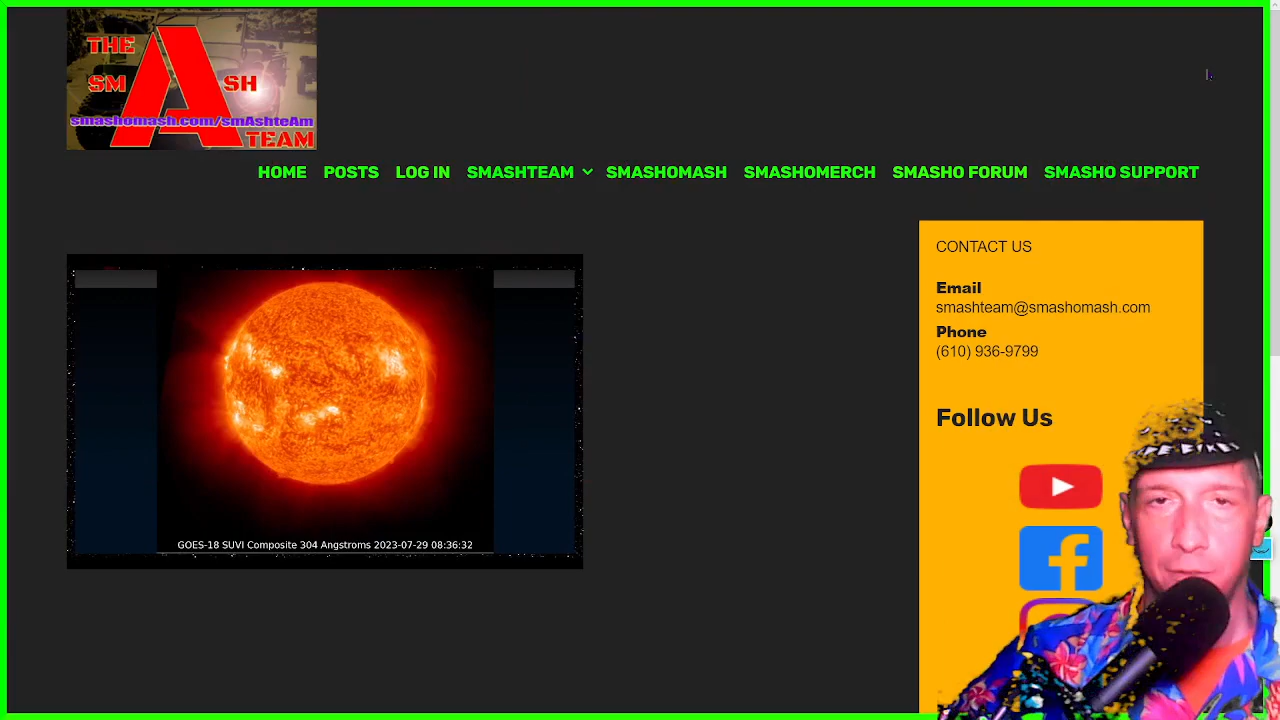 THE
SM SH
smashomash.com/smAshteAm
TEAM
HOME POSTS LOG IN SMASHTEAM SMASHOMASH SMASHOMERCH SMASHO FORUM SMASHO SUPPORT
CONTACT US
Email
smashteam@smashomash.com
Phone
(610) 936-9799
Follow Us
GOES-18 SUVI Composite 304 Angstroms 2023-07-29 08:36:32